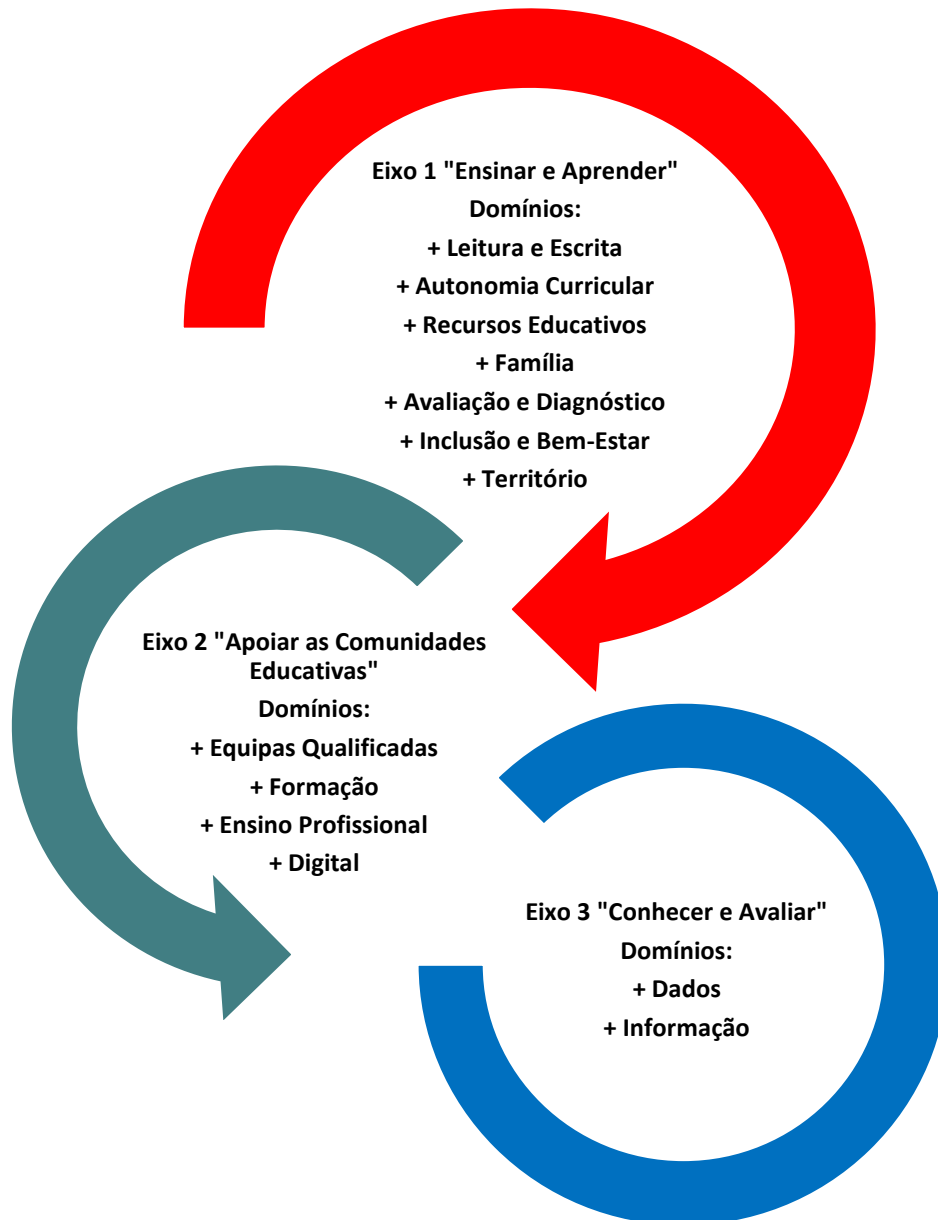 Eixo 1 "Ensinar e Aprender"
Domínios:
+ Leitura e Escrita
+ Autonomia Curricular
+ Recursos Educativos
+ Família
+ Avaliação e Diagnóstico
+ Inclusão e Bem-Estar
+ Território
Eixo 2 "Apoiar as Comunidades
Educativas"
Domínios:
+ Equipas Qualificadas
+ Formação
+ Ensino Profissional
+ Digital
Eixo 3 "Conhecer e Avaliar"
Domínios:
+ Dados
+ Informação